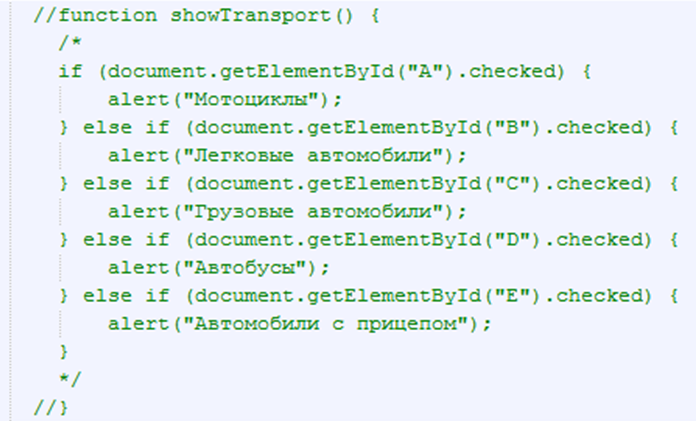 //function showTransport() {
/*
if (document.getElementById("A").checked) {
alert("Мотоциклы");
} else if (document.getElementById("B").checked) {
alert("Легковые автомобили");
} else if (document.getElementById("C").checked) {
alert("Грузовые автомобили");
} else if (document.getElementById("D").checked) {
alert("Автобусы");
} else if (document.getElementById("E").checked) {
alert("Автомобили с прицепом");
}
*/
//}